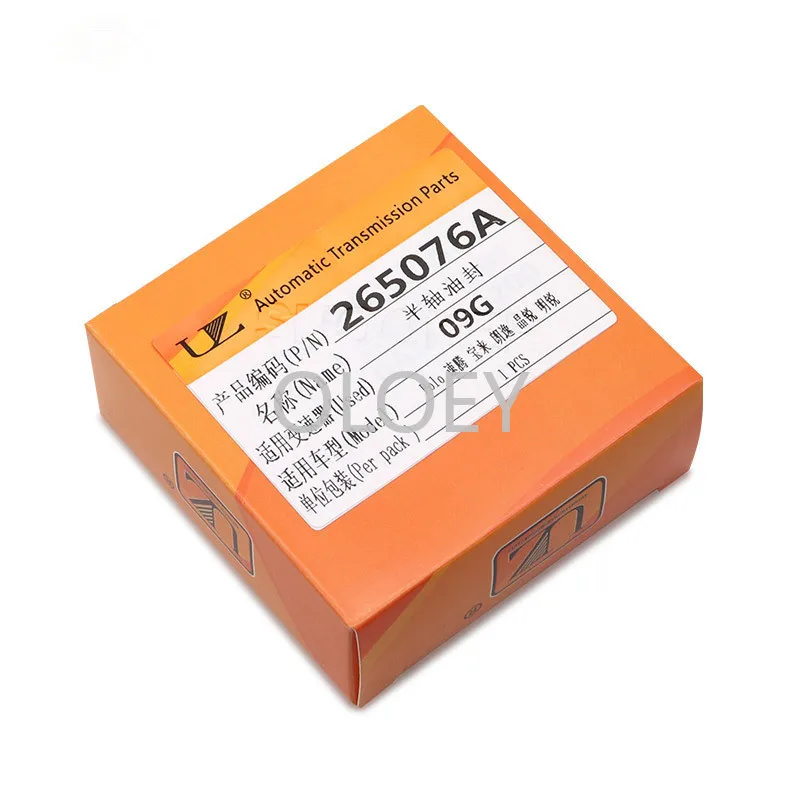 UZ ® Automatic Transmission Parts
产品编码(P/N) 265076A
名称(Name) 半轴油封
适用变速器(Used) 09G
适用车型(Model) 速腾 宝来 朗逸 晶锐 明锐
单位包装(Per pack) 1 PCS
OLOEY
UZ
UZ